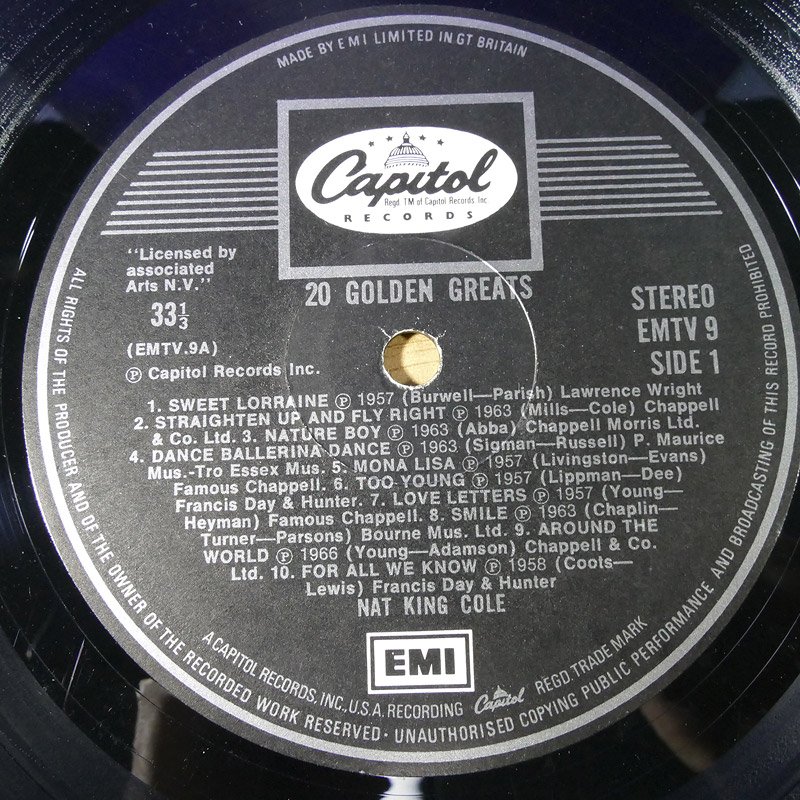 MADE BY EMI LIMITED IN GT BRITAIN
Capitol
Regd. TM of Capitol Records Inc
RECORDS
"Licensed by
associated
Arts N.V."
20 GOLDEN GREATS
33⅓
STEREO
EMTV 9
(EMTV.9A)
SIDE 1
℗ Capitol Records Inc.
1. SWEET LORRAINE ℗ 1957 (Burwell—Parish) Lawrence Wright
2. STRAIGHTEN UP AND FLY RIGHT ℗ 1963 (Mills—Cole) Chappell
& Co. Ltd. 3. NATURE BOY ℗ 1963 (Abba) Chappell Morris Ltd.
4. DANCE BALLERINA DANCE ℗ 1963 (Sigman—Russell) P. Maurice
Mus.-Tro Essex Mus. 5. MONA LISA ℗ 1957 (Livingston—Evans)
Famous Chappell. 6. TOO YOUNG ℗ 1957 (Lippman—Dee)
Francis Day & Hunter. 7. LOVE LETTERS ℗ 1957 (Young—
Heyman) Famous Chappell. 8. SMILE ℗ 1963 (Chaplin—
Turner—Parsons) Bourne Mus. Ltd. 9. AROUND THE
WORLD ℗ 1966 (Young—Adamson) Chappell & Co.
Ltd. 10. FOR ALL WE KNOW ℗ 1958 (Coots—
Lewis) Francis Day & Hunter
NAT KING COLE
EMI
A CAPITOL RECORDS, INC., U.S.A. RECORDING Capitol REGD. TRADE MARK
ALL RIGHTS OF THE PRODUCER AND OF THE OWNER OF THE RECORDED WORK RESERVED · UNAUTHORISED COPYING PUBLIC PERFORMANCE AND BROADCASTING OF THIS RECORD PROHIBITED